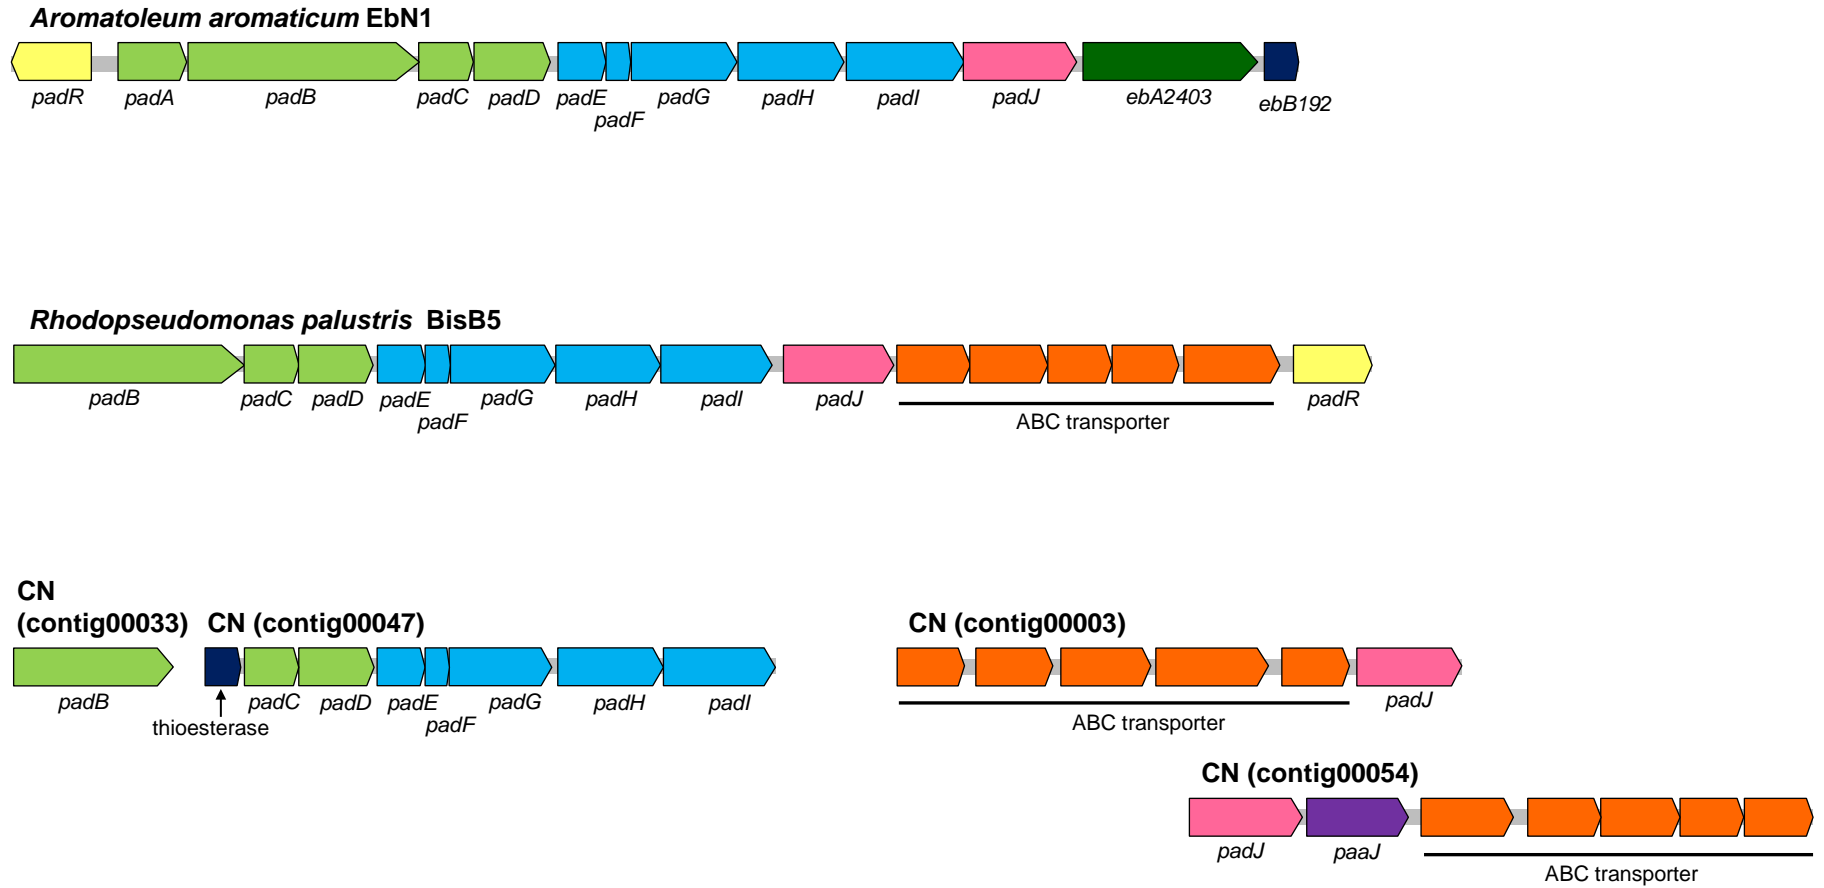 Aromatoleum aromaticum EbN1
padR padA padB padC padD padE padG padH padI padJ ebA2403 ebB192
padF
Rhodopseudomonas palustris BisB5
padB padC padD padE padG padH padI padJ padR
padF ABC transporter
CN
(contig00033) CN (contig00047) CN (contig00003)
padB padC padD padE padG padH padI padJ
thioesterase padF ABC transporter
CN (contig00054)
padJ paaJ
ABC transporter